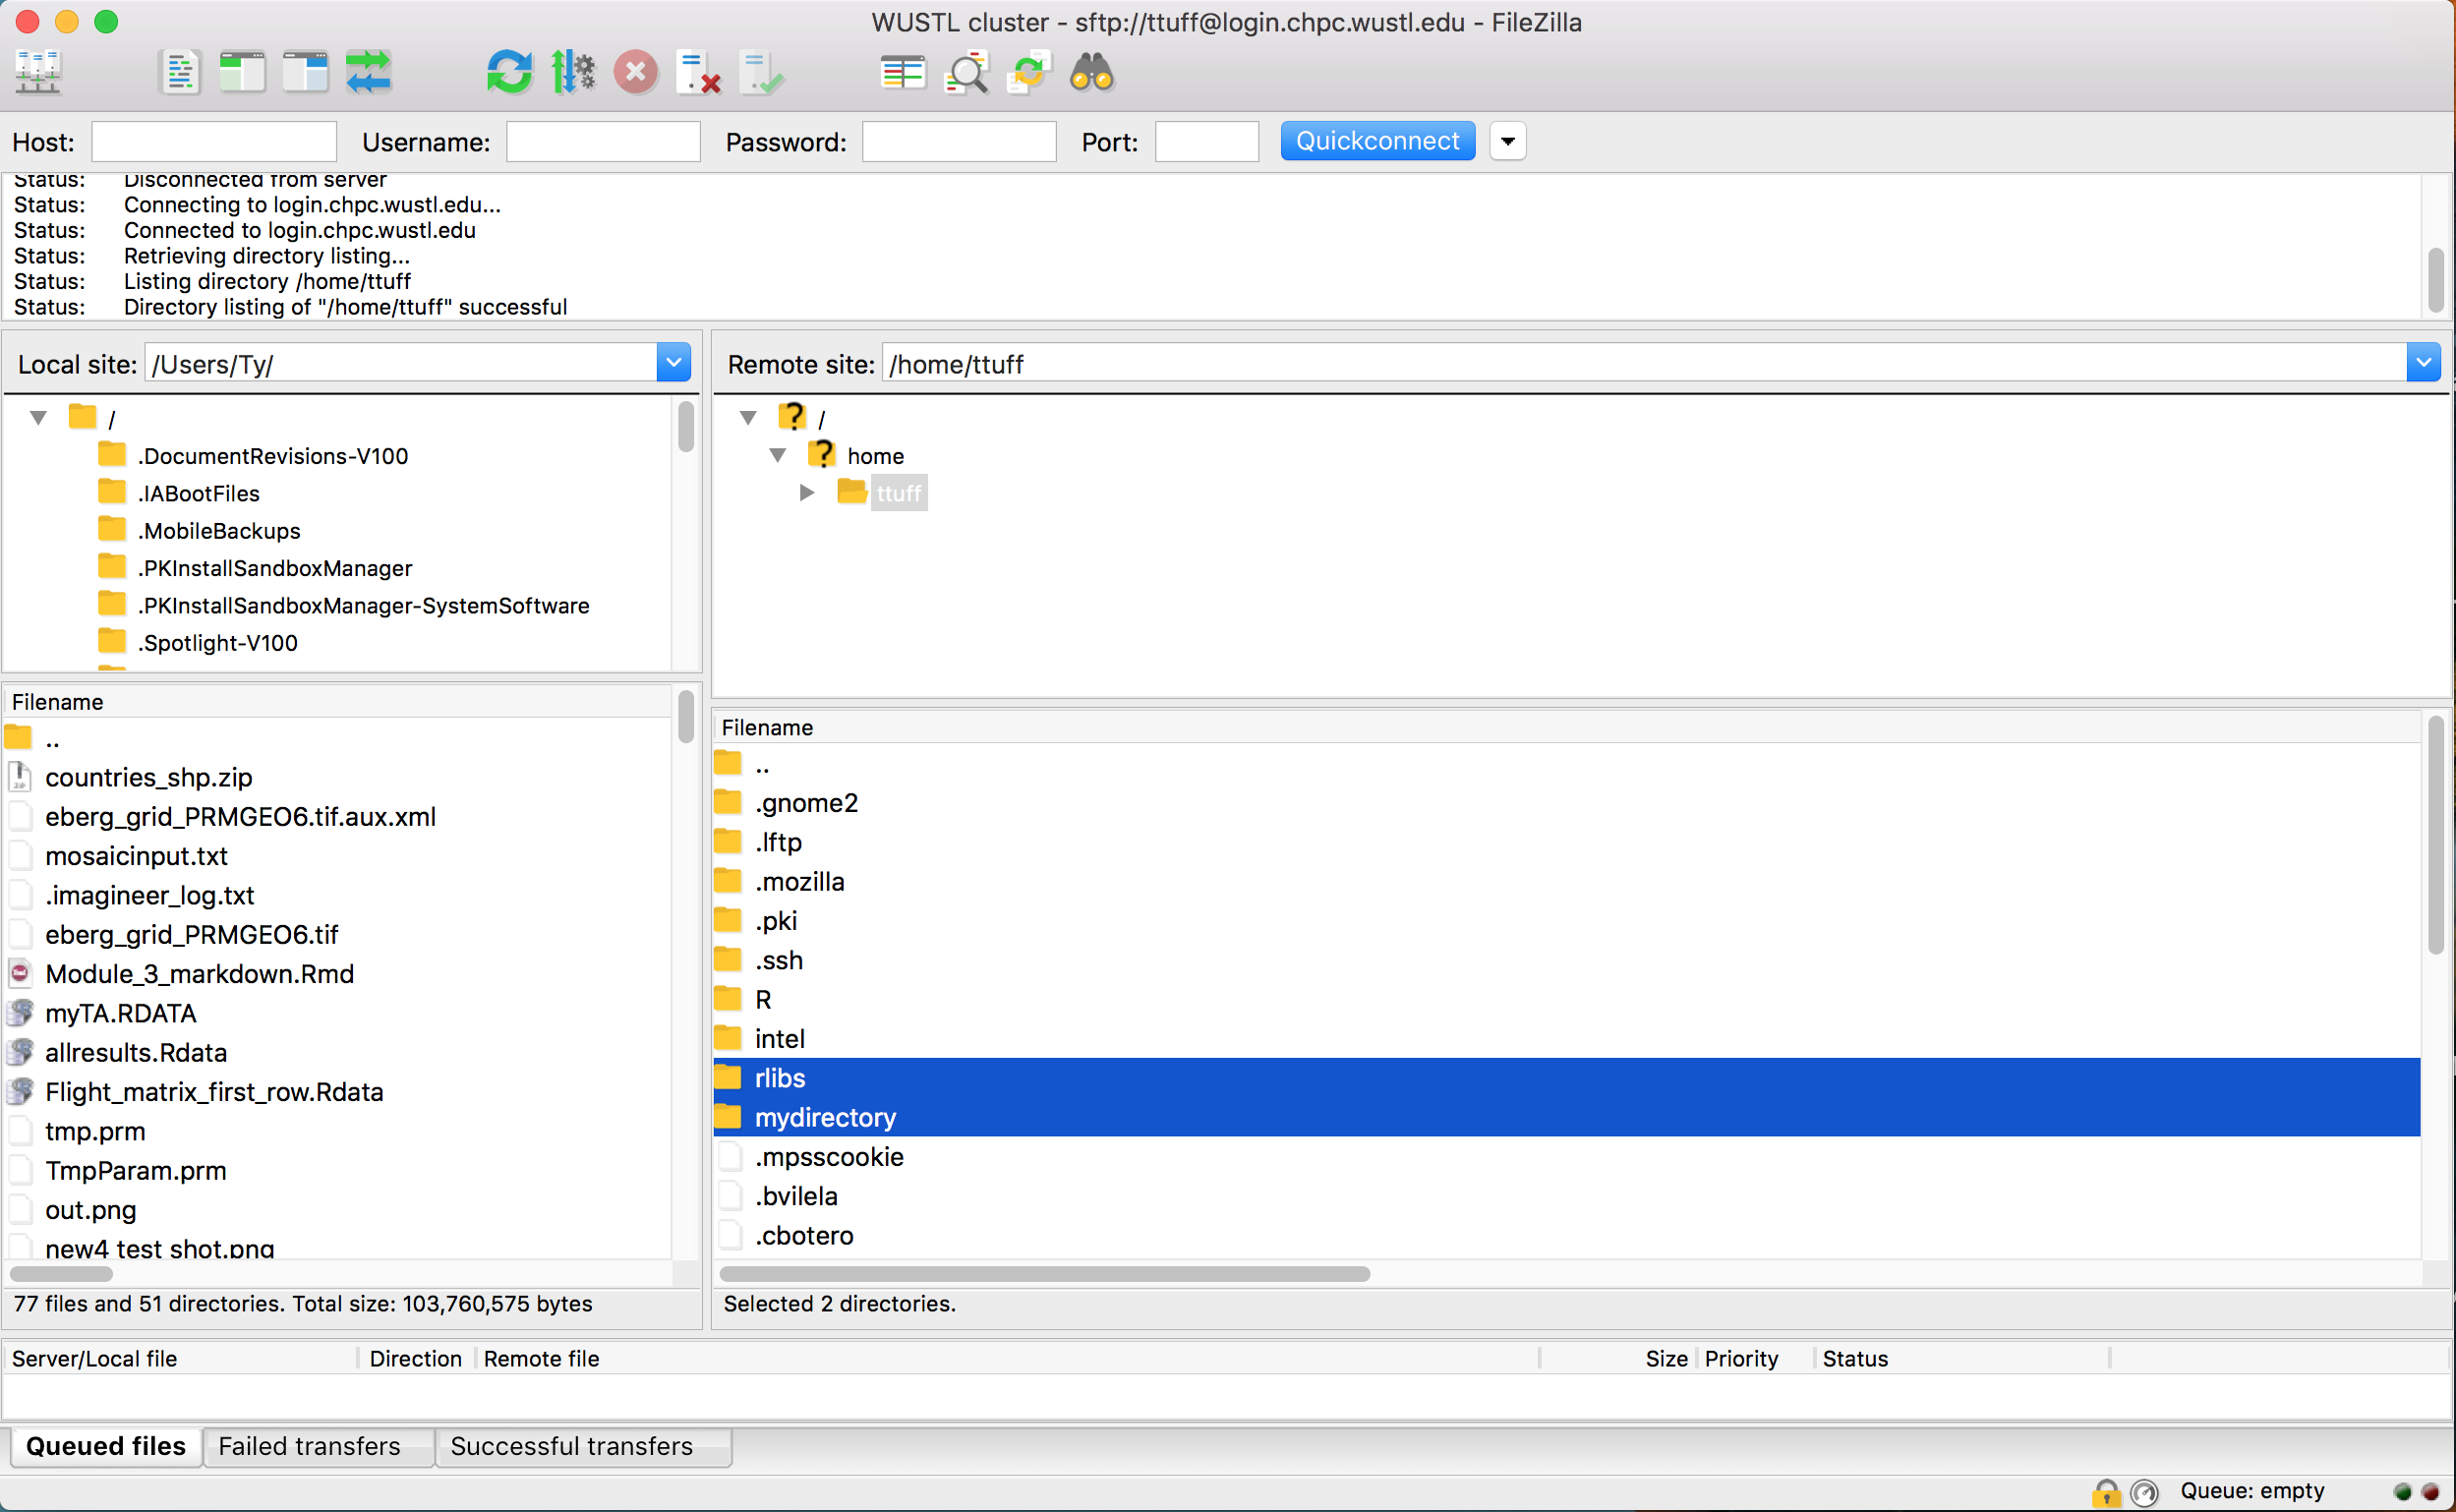 WUSTL cluster - sftp://ttuff@login.chpc.wustl.edu - FileZilla
Host: Username: Password: Port: Quickconnect
Status: Disconnected from server
Status: Connecting to login.chpc.wustl.edu...
Status: Connected to login.chpc.wustl.edu
Status: Retrieving directory listing...
Status: Listing directory /home/ttuff
Status: Directory listing of "/home/ttuff" successful
Local site: /Users/Ty/
/
.DocumentRevisions-V100
.IABootFiles
.MobileBackups
.PKInstallSandboxManager
.PKInstallSandboxManager-SystemSoftware
.Spotlight-V100
Filename
..
countries_shp.zip
eberg_grid_PRMGEO6.tif.aux.xml
mosaicinput.txt
.imagineer_log.txt
eberg_grid_PRMGEO6.tif
Module_3_markdown.Rmd
myTA.RDATA
allresults.Rdata
Flight_matrix_first_row.Rdata
tmp.prm
TmpParam.prm
out.png
new4 test shot.png
77 files and 51 directories. Total size: 103,760,575 bytes
Remote site: /home/ttuff
? /
? home
ttuff
Filename
..
.gnome2
.lftp
.mozilla
.pki
.ssh
R
intel
rlibs
mydirectory
.mpsscookie
.bvilela
.cbotero
Selected 2 directories.
Server/Local file Direction Remote file Size Priority Status
Queued files Failed transfers Successful transfers
Queue: empty